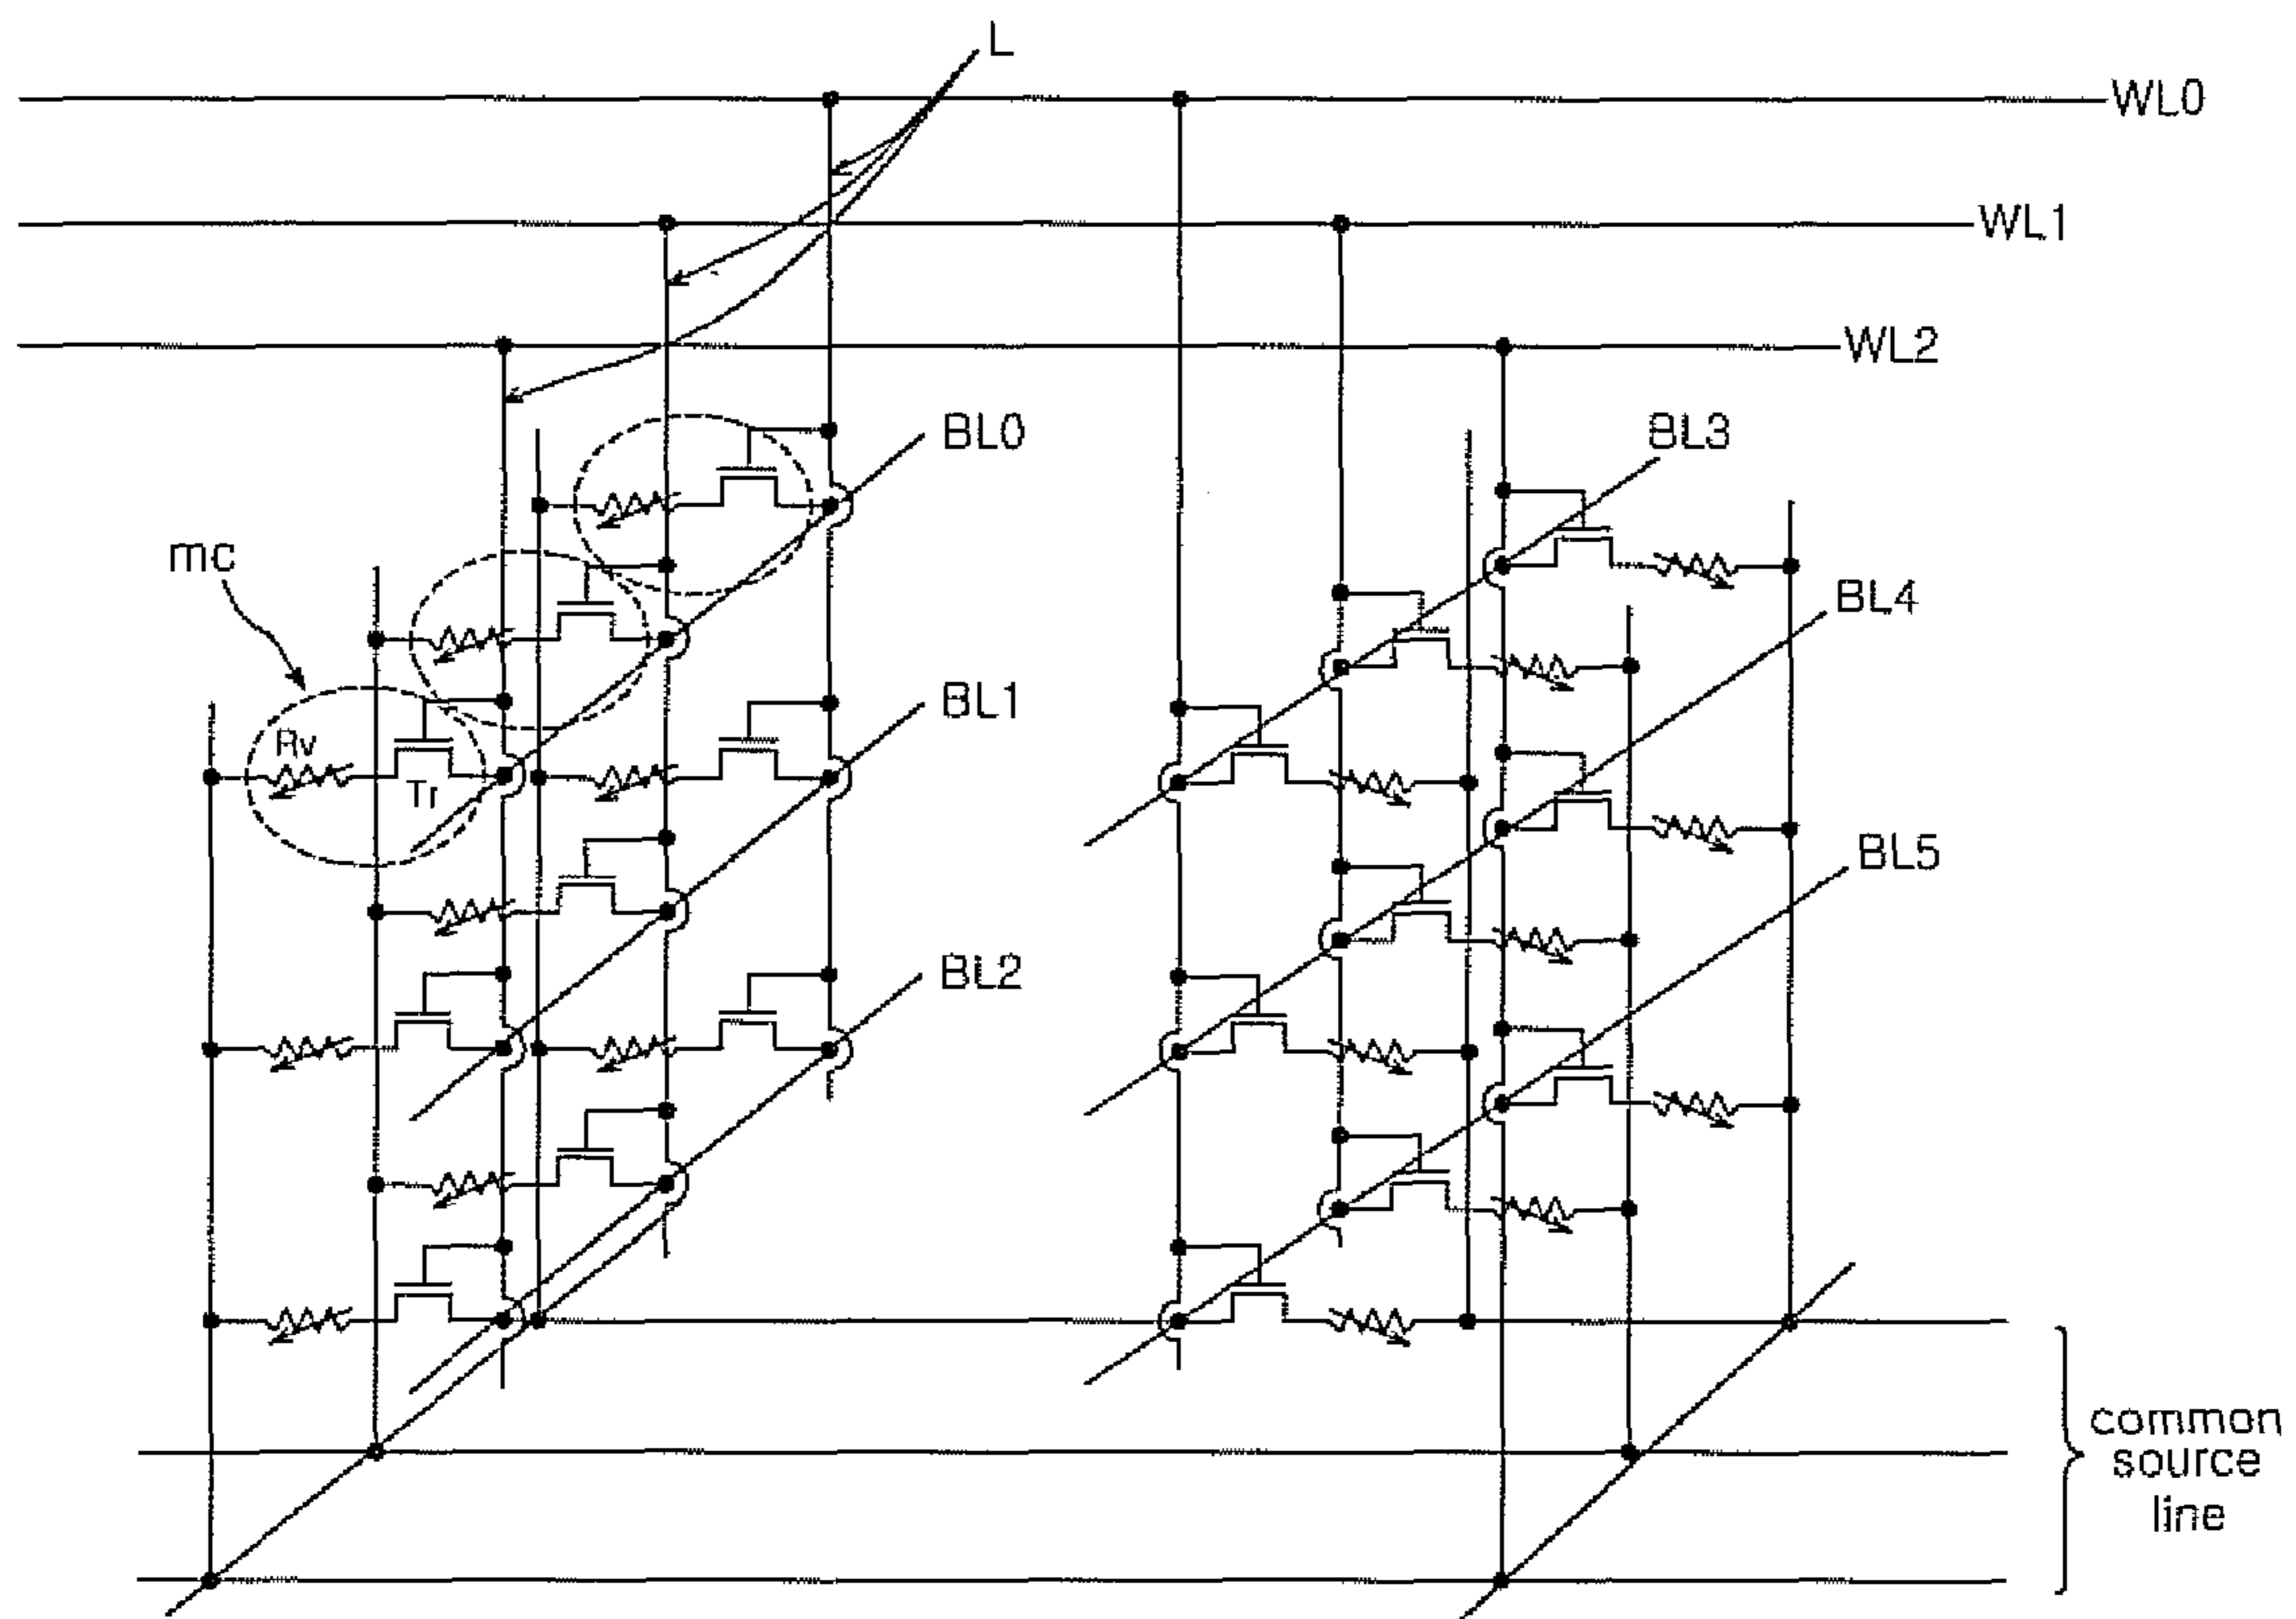 L
WL0
WL1
WL2
BL0
BL3
mc
BL4
BL1
Rv
Tr
BL5
BL2
common
source
line